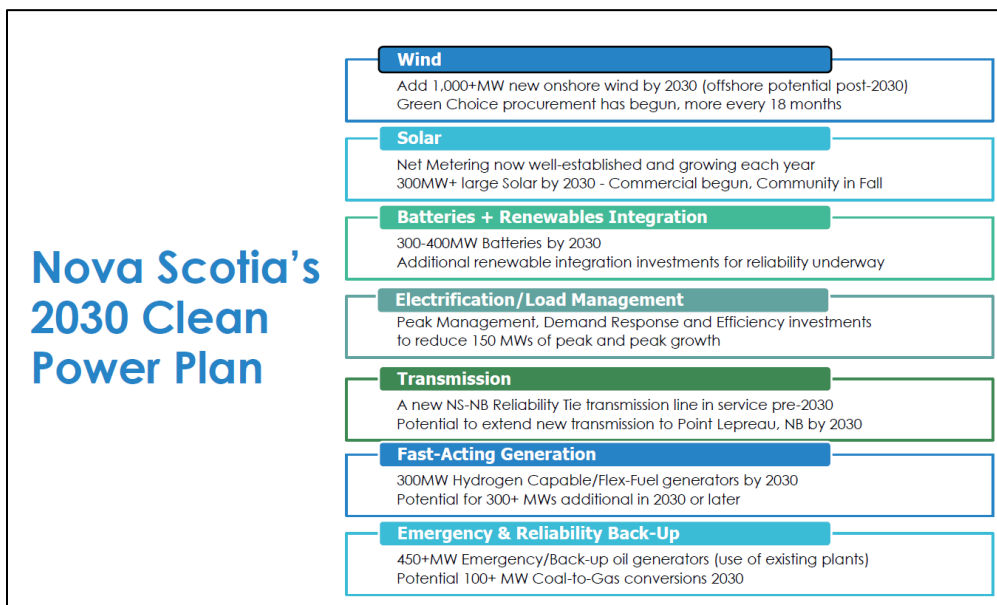 Nova Scotia's
2030 Clean
Power Plan
Wind
Add 1,000+MW new onshore wind by 2030 (offshore potential post-2030)
Green Choice procurement has begun, more every 18 months
Solar
Net Metering now well-established and growing each year
300MW+ large Solar by 2030 - Commercial begun, Community in Fall
Batteries + Renewables Integration
300-400MW Batteries by 2030
Additional renewable integration investments for reliability underway
Electrification/Load Management
Peak Management, Demand Response and Efficiency investments
to reduce 150 MWs of peak and peak growth
Transmission
A new NS-NB Reliability Tie transmission line in service pre-2030
Potential to extend new transmission to Point Lepreau, NB by 2030
Fast-Acting Generation
300MW Hydrogen Capable/Flex-Fuel generators by 2030
Potential for 300+ MWs additional in 2030 or later
Emergency & Reliability Back-Up
450+MW Emergency/Back-up oil generators (use of existing plants)
Potential 100+ MW Coal-to-Gas conversions 2030